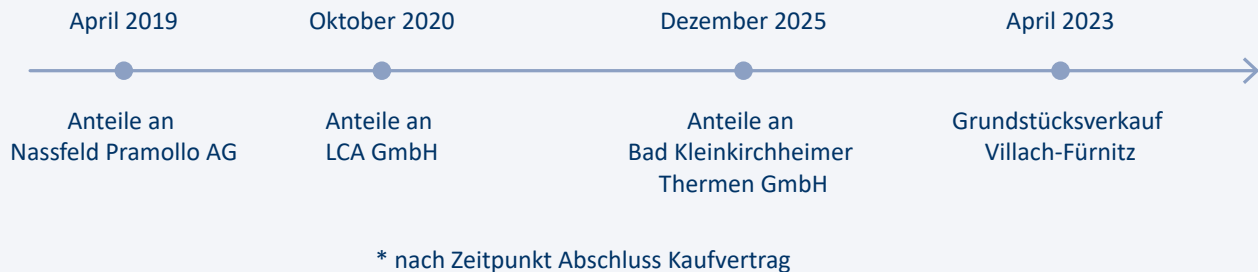 April 2019
Oktober 2020
Dezember 2025
April 2023
Anteile an
Nassfeld Pramollo AG
Anteile an
LCA GmbH
Anteile an
Bad Kleinkirchheimer
Thermen GmbH
Grundstücksverkauf
Villach-Fürnitz
* nach Zeitpunkt Abschluss Kaufvertrag